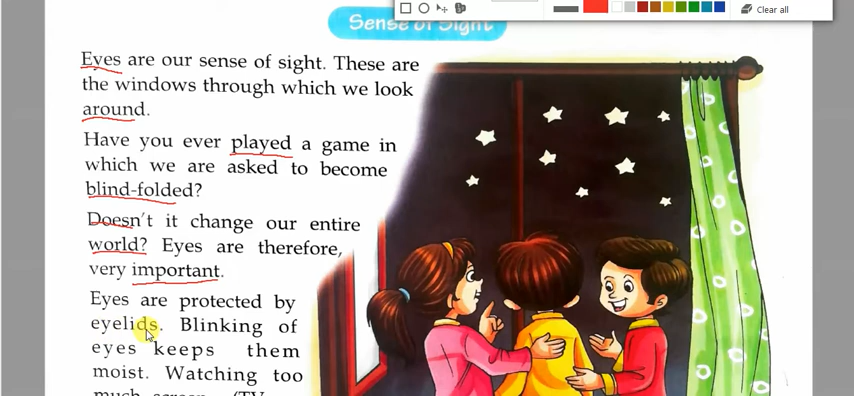 Sense of Sight
Clear all
Eyes are our sense of sight. These are
the windows through which we look
around.
Have you ever played a game in
which we are asked to become
blind-folded?
Doesn't it change our entire
world? Eyes are therefore,
very important.
Eyes are protected by
eyelids. Blinking of
eyes keeps them
moist. Watching too
much screen (TV